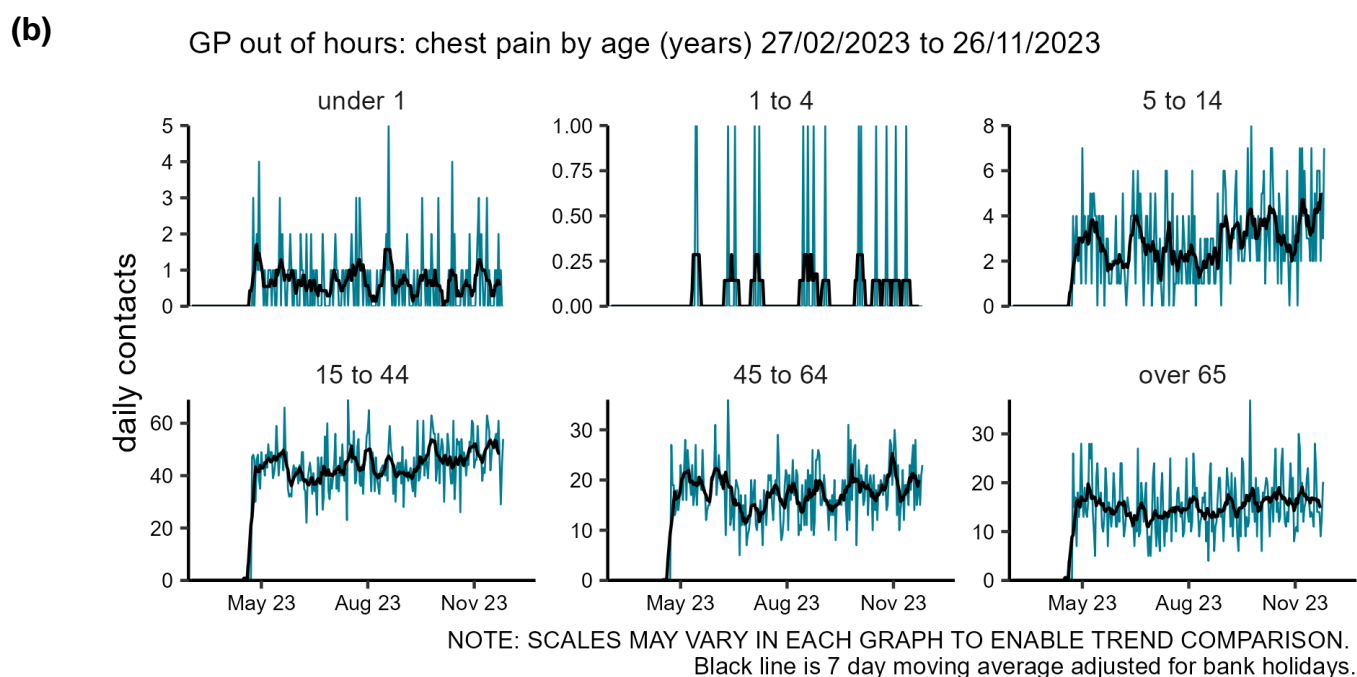 (b)
GP out of hours: chest pain by age (years) 27/02/2023 to 26/11/2023
daily contacts
under 1
5
4
3
2
1
0
1 to 4
1.00
0.75
0.50
0.25
0.00
5 to 14
8
6
4
2
0
15 to 44
60
40
20
0
May 23 Aug 23 Nov 23
45 to 64
30
20
10
0
May 23 Aug 23 Nov 23
over 65
30
20
10
0
May 23 Aug 23 Nov 23
NOTE: SCALES MAY VARY IN EACH GRAPH TO ENABLE TREND COMPARISON.
Black line is 7 day moving average adjusted for bank holidays.